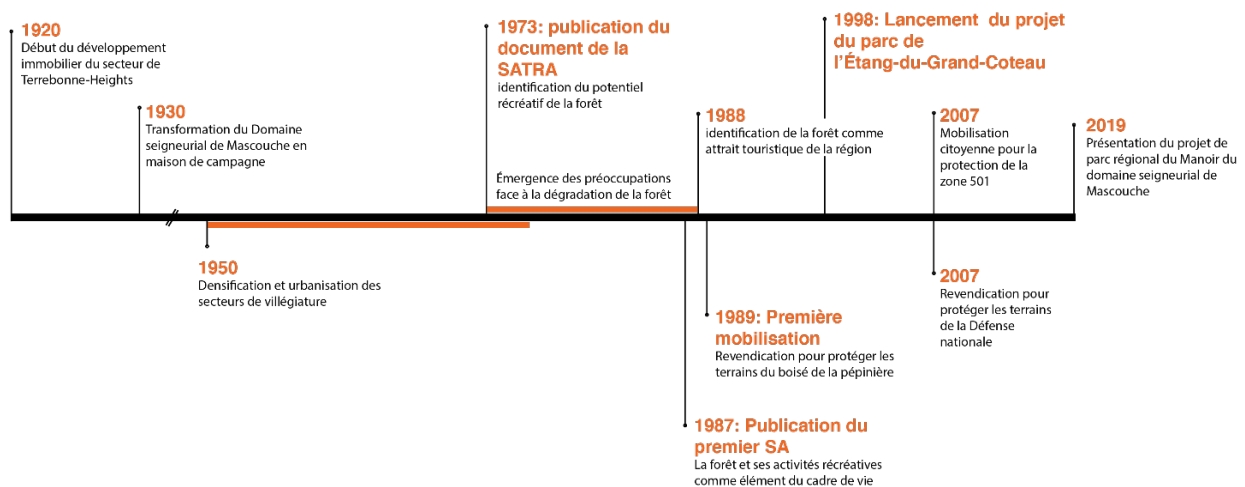 1920
Début du développement
immobilier du secteur de
Terrebonne-Heights
1930
Transformation du Domaine
seigneurial de Mascouche en
maison de campagne
1950
Densification et urbanisation des
secteurs de villégiature
1973: publication du
document de la
SATRA
identification du potentiel
récréatif de la forêt
Émergence des préoccupations
face à la dégradation de la forêt
1987: Publication du
premier SA
La forêt et ses activités récréatives
comme élément du cadre de vie
1988
identification de la forêt comme
attrait touristique de la région
1989: Première
mobilisation
Revendication pour protéger les
terrains du boisé de la pépinière
1998: Lancement du projet
du parc de
l'Étang-du-Grand-Coteau
2007
Mobilisation
citoyenne pour la
protection de la
zone 501
2007
Revendication pour
protéger les terrains
de la Défense
nationale
2019
Présentation du projet de
parc régional du Manoir du
domaine seigneurial de
Mascouche